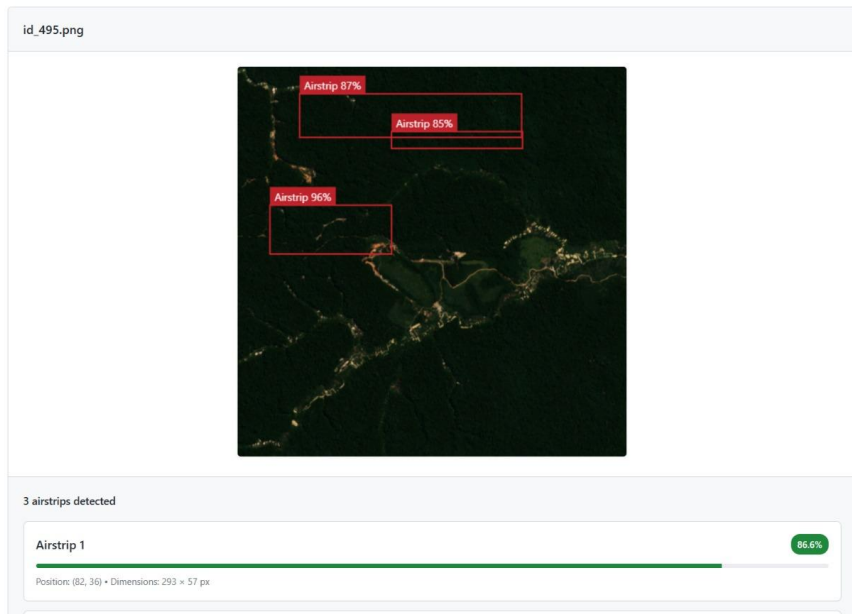 id_495.png
Airstrip 87%
Airstrip 85%
Airstrip 96%
3 airstrips detected
Airstrip 1
86.6%
Position: (82, 36) • Dimensions: 293 × 57 px